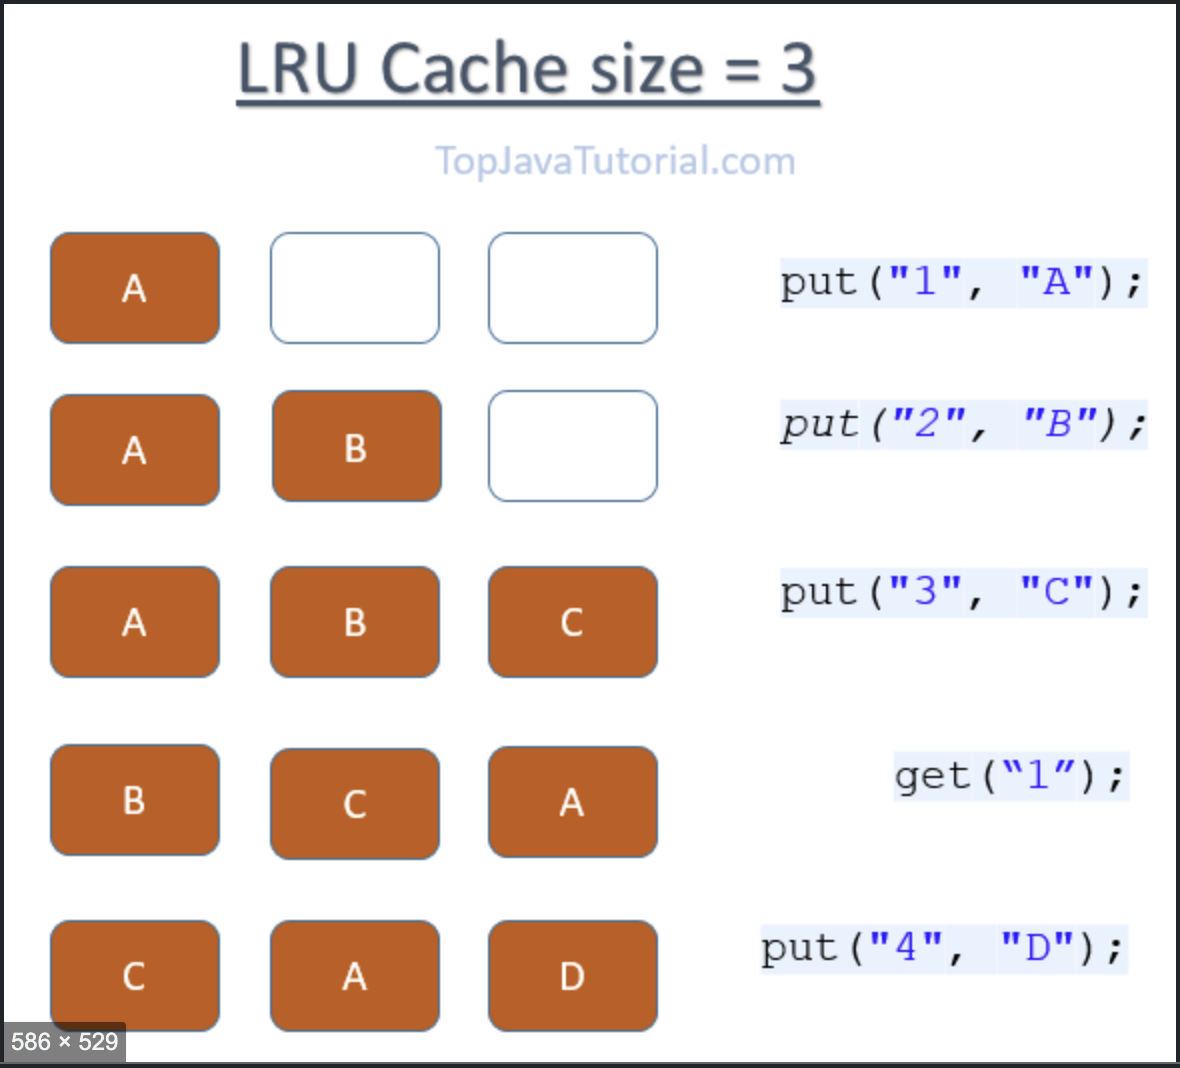 LRU Cache size = 3
TopJavaTutorial.com
A put("1", "A");
A B put("2", "B");
A B C put("3", "C");
B C A get(“1”);
C A D put("4", "D");
586 × 529